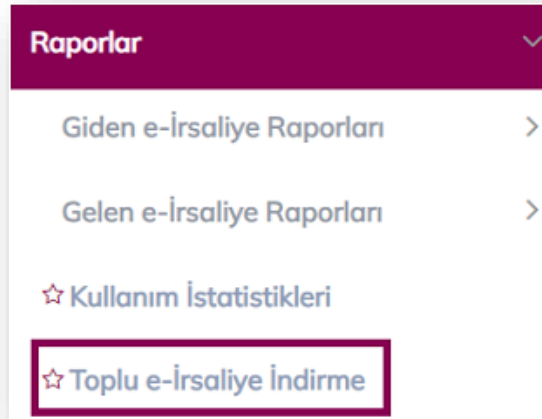 Raporlar
Giden e-İrsaliye Raporları
Gelen e-İrsaliye Raporları
Kullanım İstatistikleri
Toplu e-İrsaliye İndirme